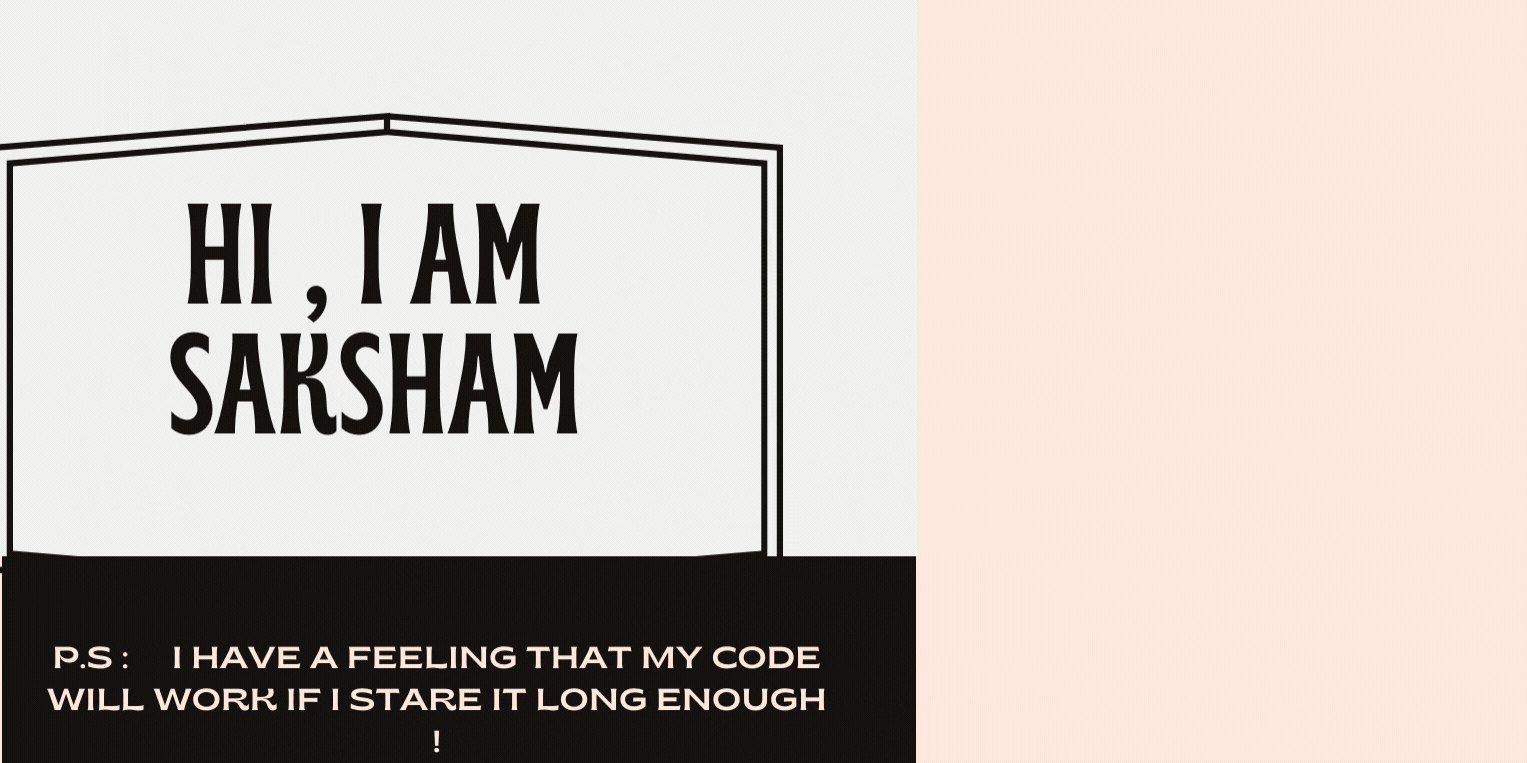 HI , I AM
SAKSHAM
P.S :    I HAVE A FEELING THAT MY CODE
WILL WORK IF I STARE IT LONG ENOUGH
!